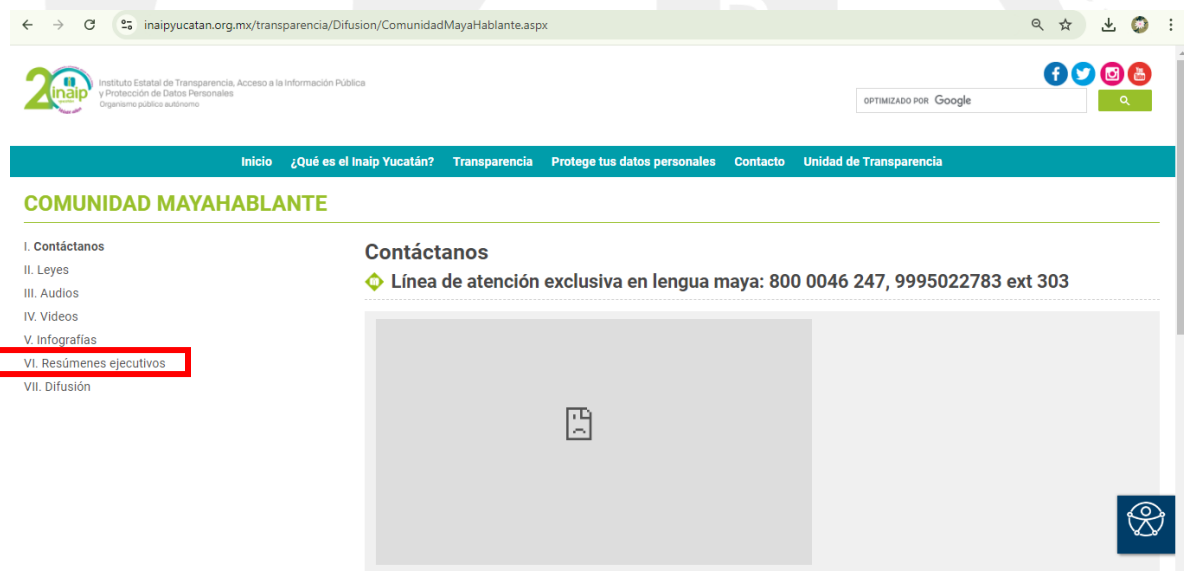 inaipyucatan.org.mx/transparencia/Difusion/ComunidadMayaHablante.aspx
20 inaip
Instituto Estatal de Transparencia, Acceso a la Información Pública
y Protección de Datos Personales
Organismo público autónomo
OPTIMIZADO POR Google
Inicio ¿Qué es el Inaip Yucatán? Transparencia Protege tus datos personales Contacto Unidad de Transparencia
COMUNIDAD MAYAHABLANTE
I. Contáctanos
II. Leyes
III. Audios
IV. Videos
V. Infografías
VI. Resúmenes ejecutivos
VII. Difusión
Contáctanos
Línea de atención exclusiva en lengua maya: 800 0046 247, 9995022783 ext 303